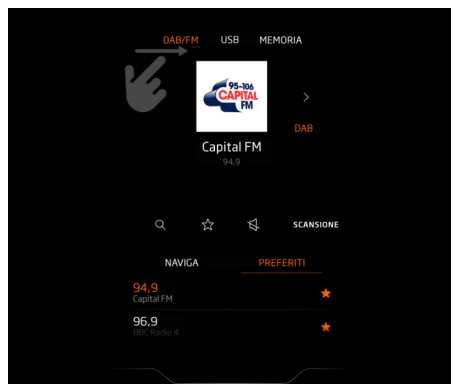 DAB/FM USB MEMORIA
95-106
CAPITAL
FM
DAB
Capital FM
94.9
SCANSIONE
NAVIGA PREFERITI
94,9
Capital FM
96,9
BBC Radio 4